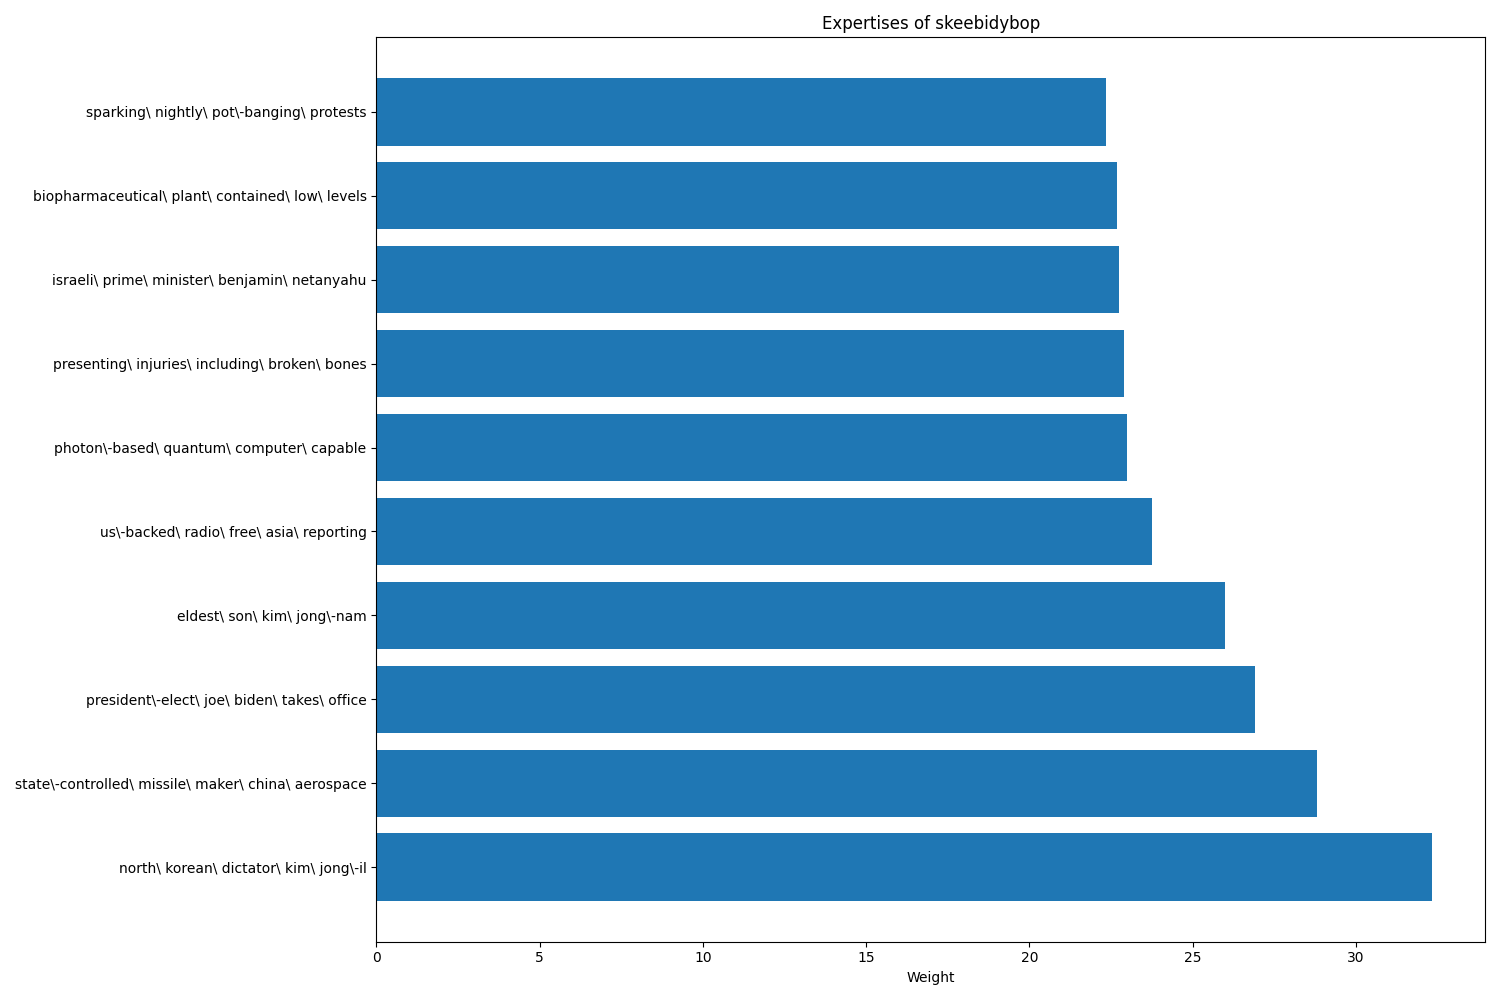 Expertises of skeebidybop
sparking\ nightly\ pot\-banging\ protests
biopharmaceutical\ plant\ contained\ low\ levels
israeli\ prime\ minister\ benjamin\ netanyahu
presenting\ injuries\ including\ broken\ bones
photon\-based\ quantum\ computer\ capable
us\-backed\ radio\ free\ asia\ reporting
eldest\ son\ kim\ jong\-nam
president\-elect\ joe\ biden\ takes\ office
state\-controlled\ missile\ maker\ china\ aerospace
north\ korean\ dictator\ kim\ jong\-il
0 5 10 15 20 25 30
Weight